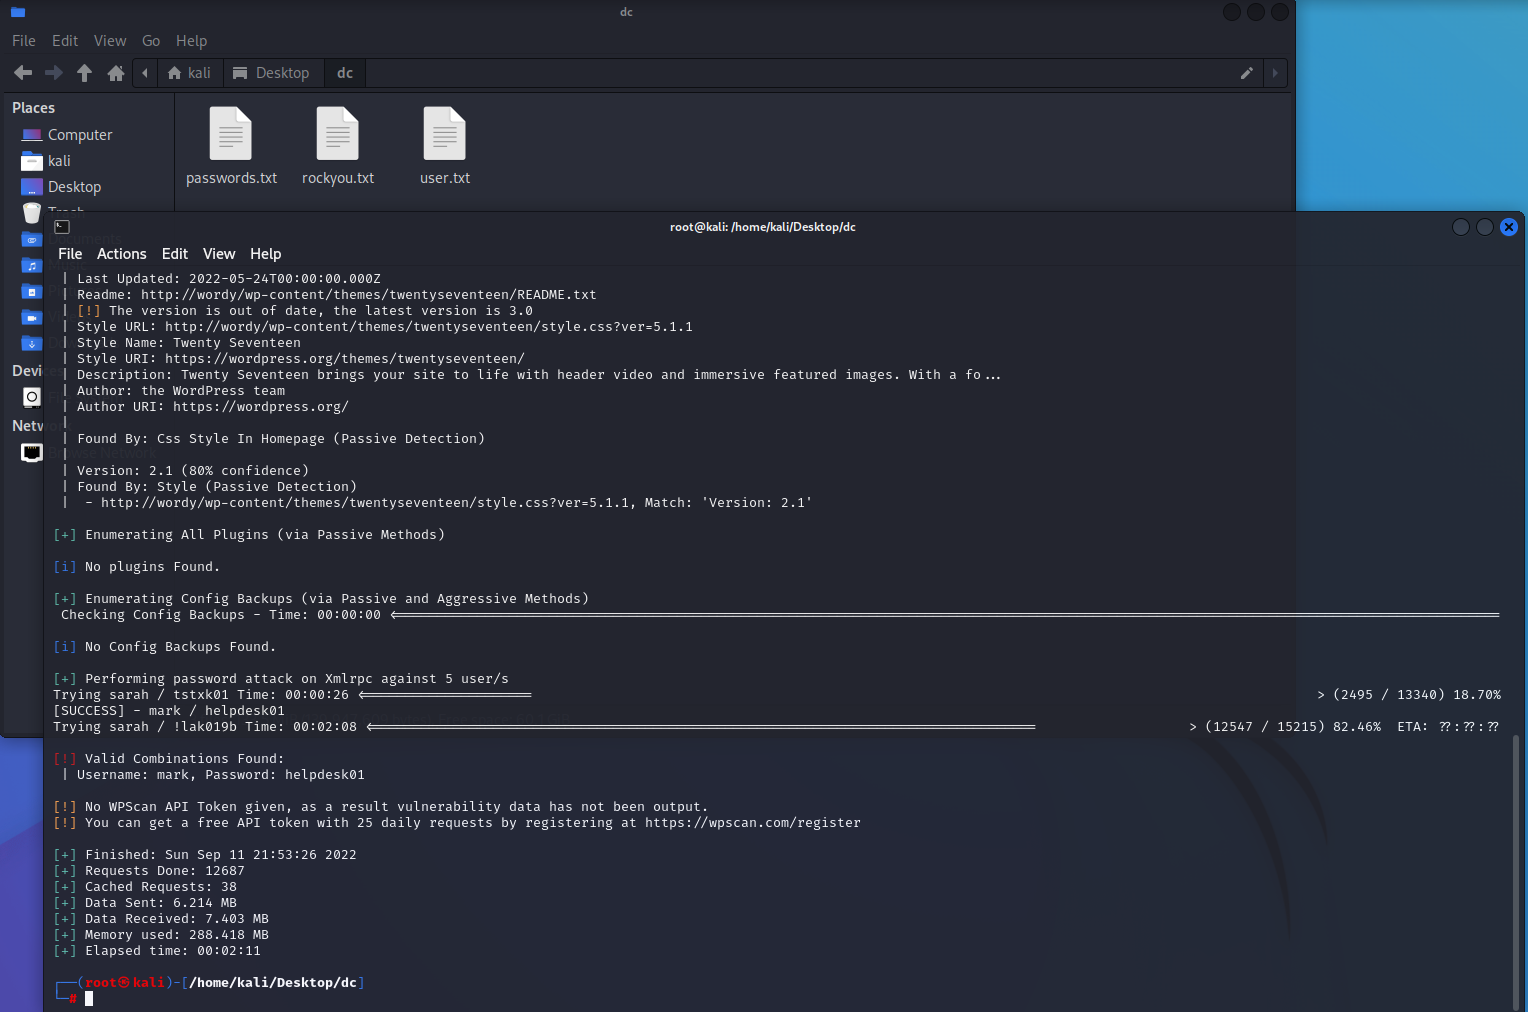 dc
File Edit View Go Help
kali Desktop dc
Places
Computer
kali
Desktop
Trash
passwords.txt rockyou.txt user.txt
Devices
Network
Browse Network
root@kali: /home/kali/Desktop/dc
File Actions Edit View Help
| Last Updated: 2022-05-24T00:00:00.000Z
| Readme: http://wordy/wp-content/themes/twentyseventeen/README.txt
| [!] The version is out of date, the latest version is 3.0
| Style URL: http://wordy/wp-content/themes/twentyseventeen/style.css?ver=5.1.1
| Style Name: Twenty Seventeen
| Style URI: https://wordpress.org/themes/twentyseventeen/
| Description: Twenty Seventeen brings your site to life with header video and immersive featured images. With a fo...
| Author: the WordPress team
| Author URI: https://wordpress.org/
|
| Found By: Css Style In Homepage (Passive Detection)
|
| Version: 2.1 (80% confidence)
| Found By: Style (Passive Detection)
|  - http://wordy/wp-content/themes/twentyseventeen/style.css?ver=5.1.1, Match: 'Version: 2.1'
[+] Enumerating All Plugins (via Passive Methods)
[i] No plugins Found.
[+] Enumerating Config Backups (via Passive and Aggressive Methods)
Checking Config Backups - Time: 00:00:00 <====================
[i] No Config Backups Found.
[+] Performing password attack on Xmlrpc against 5 user/s
Trying sarah / tstxk01 Time: 00:00:26 <==================== > (2495 / 13340) 18.70%
[SUCCESS] - mark / helpdesk01
Trying sarah / !lak019b Time: 00:02:08 <==================== > (12547 / 15215) 82.46%  ETA: ??:??:??
[!] Valid Combinations Found:
| Username: mark, Password: helpdesk01
[!] No WPScan API Token given, as a result vulnerability data has not been output.
[!] You can get a free API token with 25 daily requests by registering at https://wpscan.com/register
[+] Finished: Sun Sep 11 21:53:26 2022
[+] Requests Done: 12687
[+] Cached Requests: 38
[+] Data Sent: 6.214 MB
[+] Data Received: 7.403 MB
[+] Memory used: 288.418 MB
[+] Elapsed time: 00:02:11
┌──(root㉿kali)-[/home/kali/Desktop/dc]
└─#